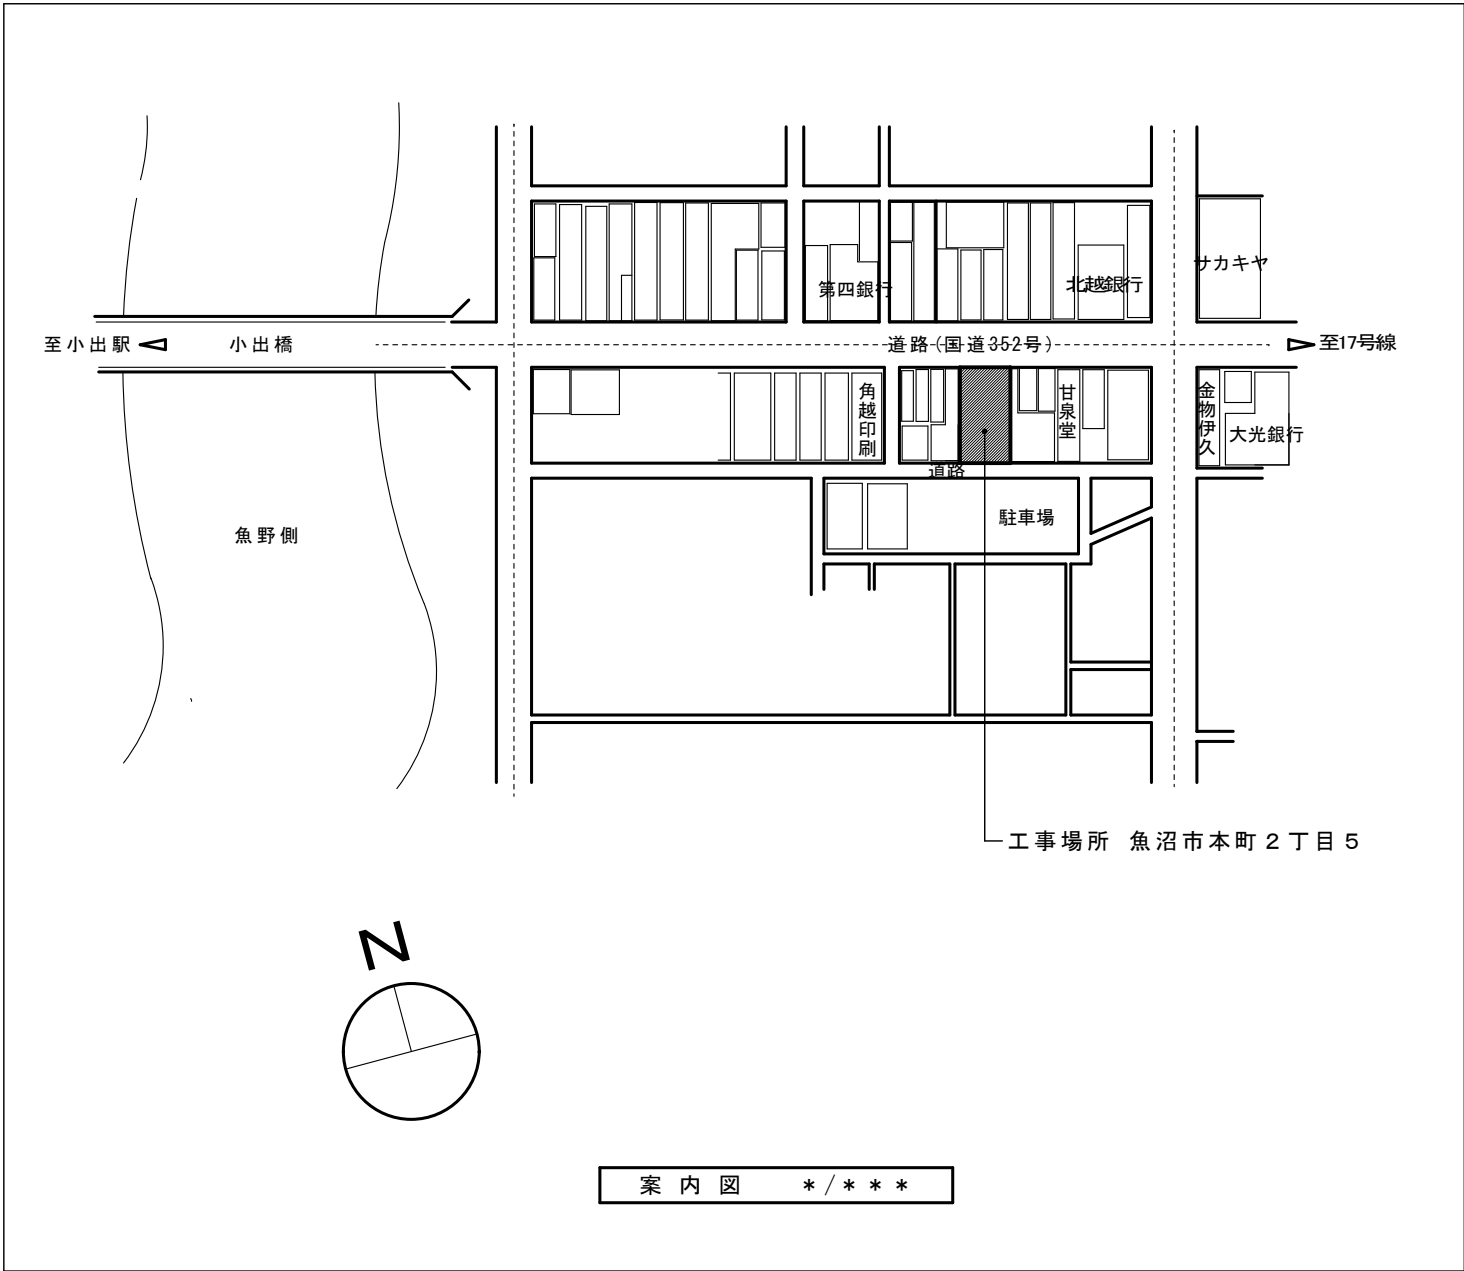 サカキヤ
第四銀行
北越銀行
至小出駅
小出橋
道路(国道352号)
至17号線
角越印刷
甘泉堂
金物伊久
大光銀行
道路
駐車場
魚野側
工事場所 魚沼市本町2丁目5
N
案内図 */***